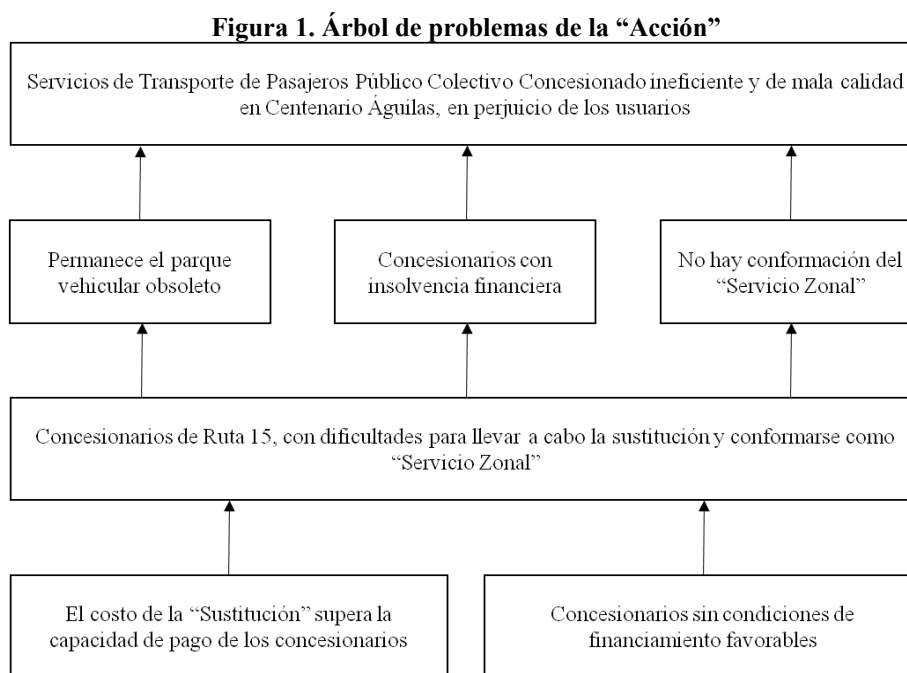 Figura 1. Árbol de problemas de la “Acción”
Servicios de Transporte de Pasajeros Público Colectivo Concesionado ineficiente y de mala calidad
en Centenario Águilas, en perjuicio de los usuarios
Permanece el parque
vehicular obsoleto
Concesionarios con
insolvencia financiera
No hay conformación del
“Servicio Zonal”
Concesionarios de Ruta 15, con dificultades para llevar a cabo la sustitución y conformarse como
“Servicio Zonal”
El costo de la “Sustitución” supera la
capacidad de pago de los concesionarios
Concesionarios sin condiciones de
financiamiento favorables